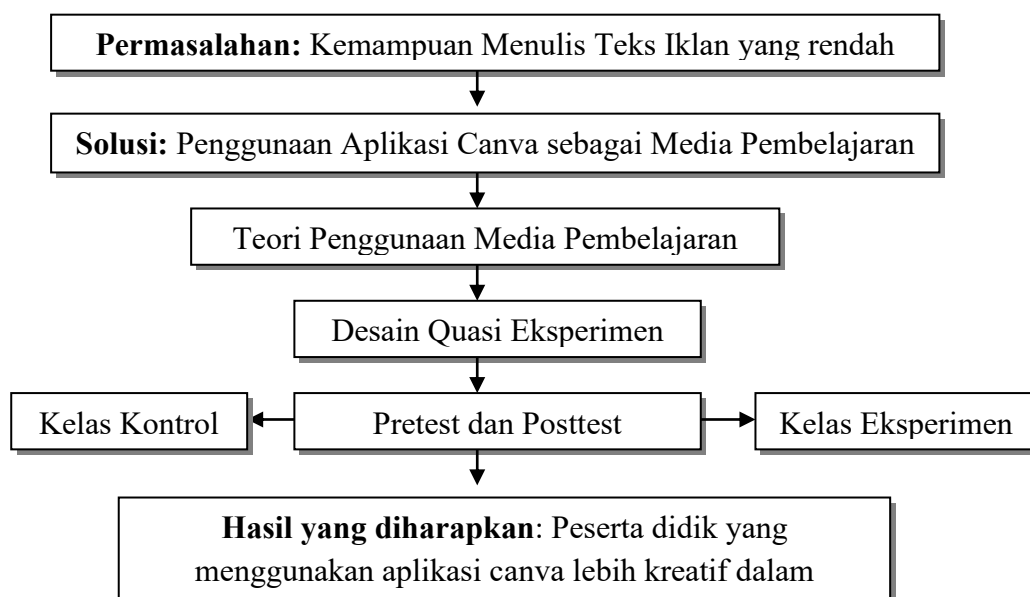 Permasalahan: Kemampuan Menulis Teks Iklan yang rendah
Solusi: Penggunaan Aplikasi Canva sebagai Media Pembelajaran
Teori Penggunaan Media Pembelajaran
Desain Quasi Eksperimen
Kelas Kontrol
Pretest dan Posttest
Kelas Eksperimen
Hasil yang diharapkan: Peserta didik yang
menggunakan aplikasi canva lebih kreatif dalam